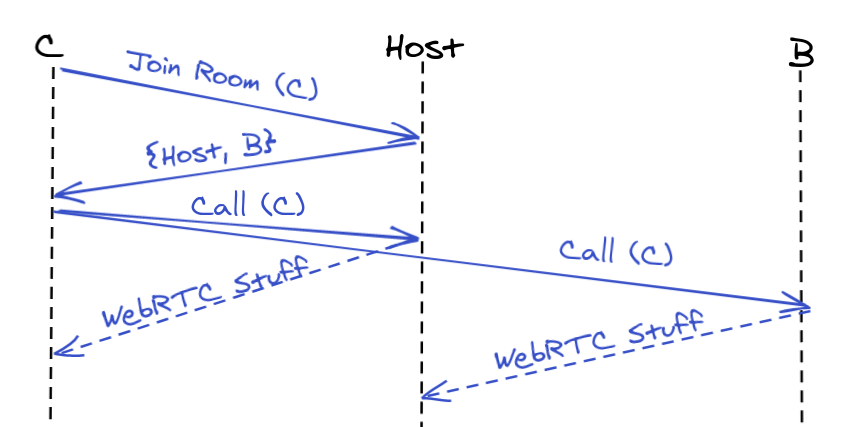 C
Host
B
Join Room (C)
{Host, B}
Call (C)
Call (C)
WebRTC Stuff
WebRTC Stuff